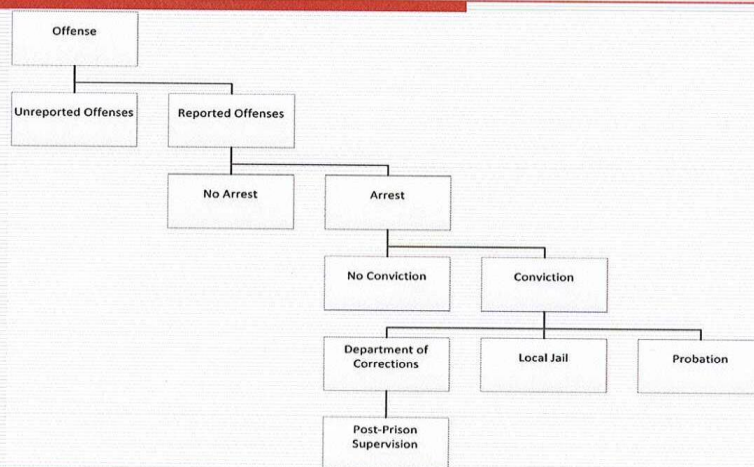 Offense
Unreported Offenses
Reported Offenses
No Arrest
Arrest
No Conviction
Conviction
Department of
Corrections
Local Jail
Probation
Post-Prison
Supervision